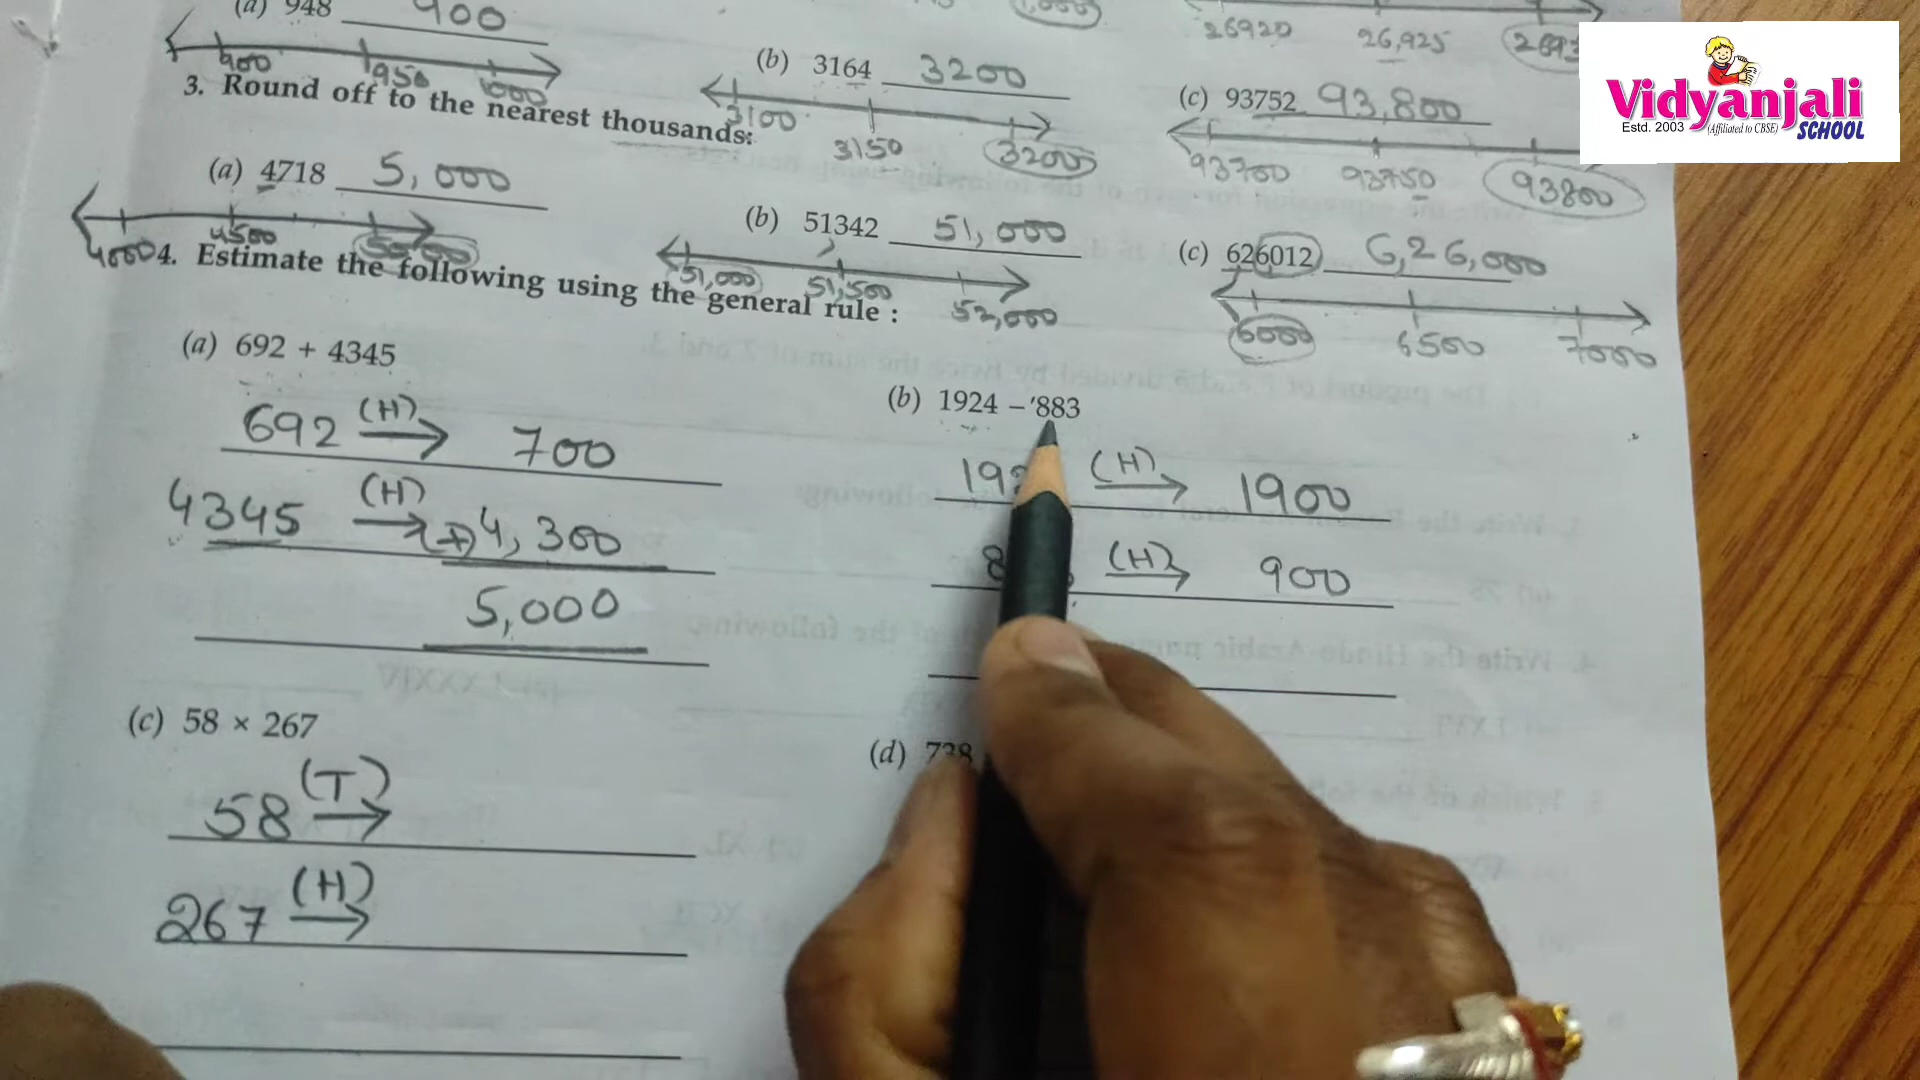 (a) 948 900
900 950 1000
(b) 3164 3200
3100 3150 3200
26920 26,925
(c) 93752 93,800
93700 93750 93800
Vidyanjali
Estd. 2003 (Affiliated to CBSE) SCHOOL
3. Round off to the nearest thousands:
(a) 4718 5,000
4000 4500
(b) 51342 51,000
51,000 51,500 52,000
(c) 626012 6,26,000
6000 6500 7000
4. Estimate the following using the general rule :
(a) 692 + 4345
692 (H) → 700
4345 (H) → (+) 4,300
5,000
(b) 1924 – 883
(H) → 1900
(H) → 900
(c) 58 × 267
58 (T) →
267 (H) →
(d) 738